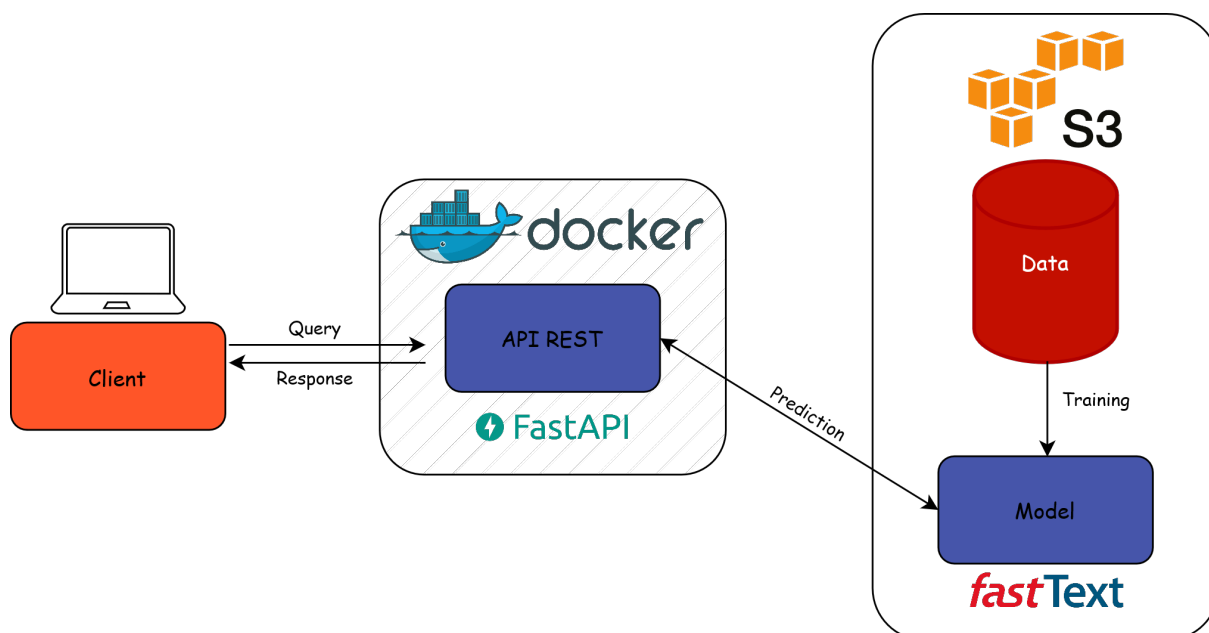 S3
docker
Data
API REST
Query
Client
Response
Training
Prediction
FastAPI
Model
fastText